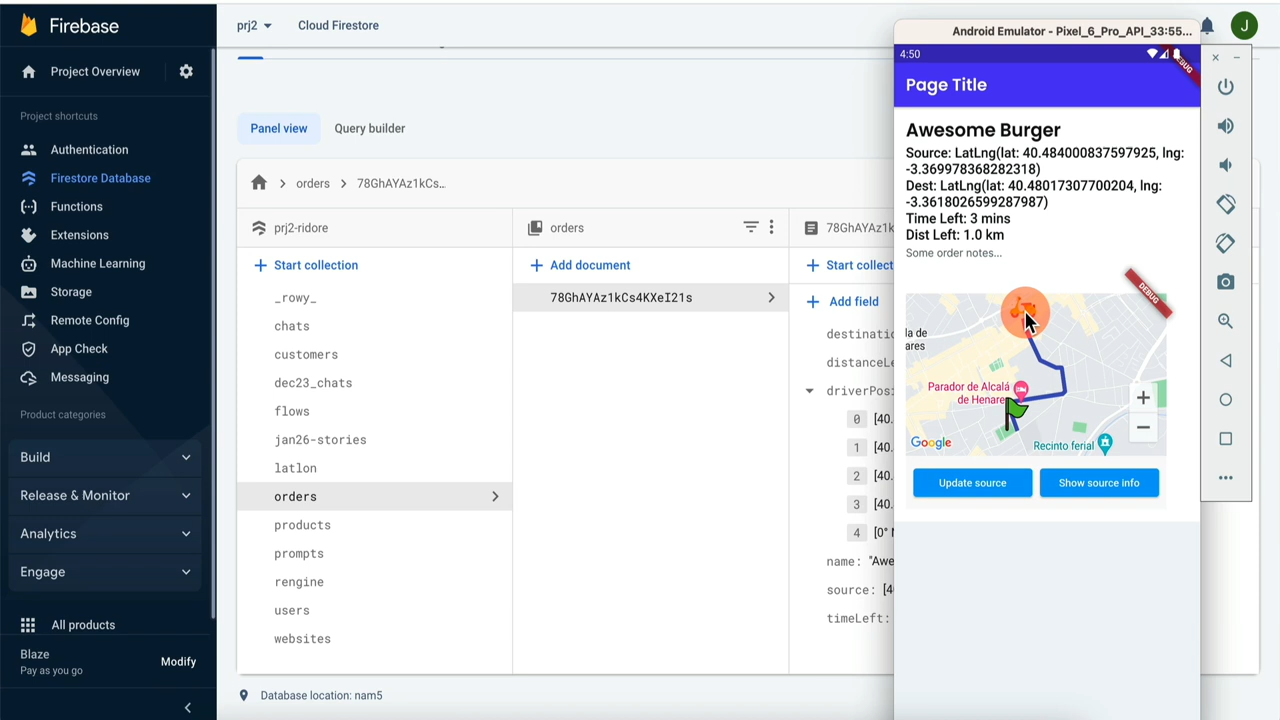 Firebase
Project Overview
Project shortcuts
Authentication
Firestore Database
Functions
Extensions
Machine Learning
Storage
Remote Config
App Check
Messaging
Product categories
Build
Release & Monitor
Analytics
Engage
All products
Blaze
Pay as you go
Modify
prj2
Cloud Firestore
Panel view
Query builder
orders
78GhAYAz1kCs…
prj2-ridore
Start collection
_rowy_
chats
customers
dec23_chats
flows
jan26-stories
latlon
orders
products
prompts
rengine
users
websites
orders
Add document
78GhAYAz1kCs4KXeI21s
78GhAYAz1k
Start collect
Add field
destinatio
distanceLe
driverPosi
0 [40.
1 [40.
2 [40.
3 [40.
4 [0° N
name: "Awe
source: [4
timeLeft:
Database location: nam5
J
Android Emulator - Pixel_6_Pro_API_33:55...
4:50
DEBUG
Page Title
Awesome Burger
Source: LatLng(lat: 40.484000837597925, lng:
-3.369978368282318)
Dest: LatLng(lat: 40.48017307700204, lng:
-3.3618026599287987)
Time Left: 3 mins
Dist Left: 1.0 km
Some order notes...
DEBUG
la de
ares
Parador de Alcalá
de Henare
Recinto ferial
Google
Update source
Show source info